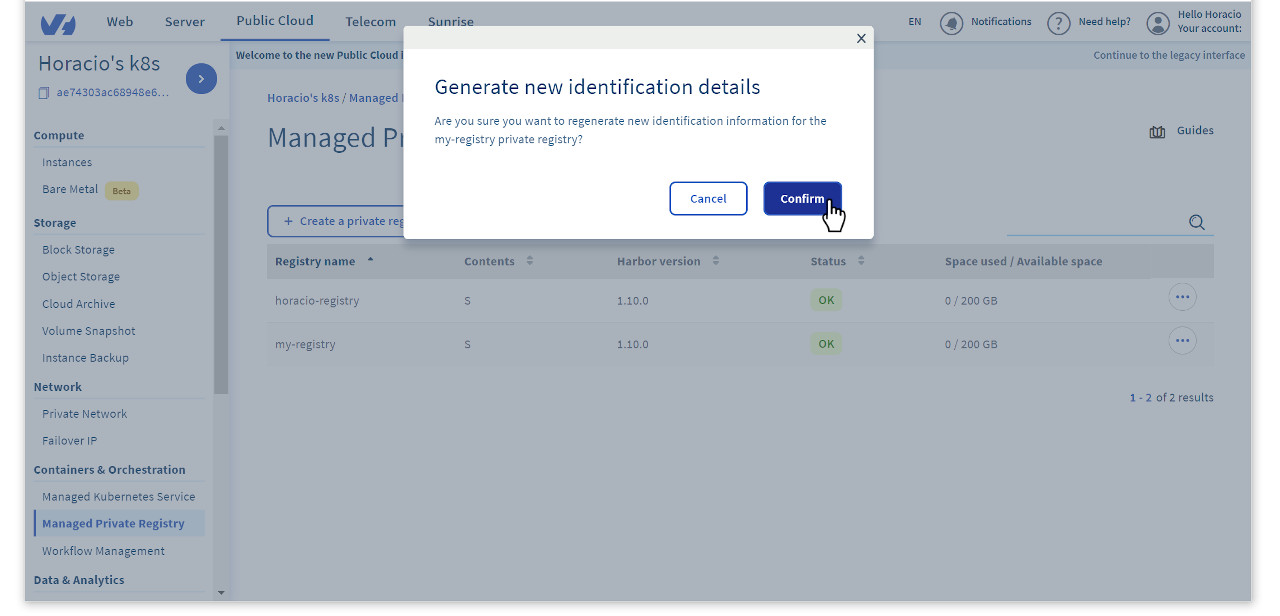 Web Server Public Cloud Telecom Sunrise EN Notifications ? Need help? Hello Horacio
Your account:
Horacio's k8s
ae74303ac68948e6...
Welcome to the new Public Cloud i
Continue to the legacy interface
Horacio's k8s / Managed
Managed Pr
Guides
Generate new identification details
Are you sure you want to regenerate new identification information for the
my-registry private registry?
Cancel Confirm
+ Create a private reg
Registry name Contents Harbor version Status Space used / Available space
horacio-registry S 1.10.0 OK 0 / 200 GB
my-registry S 1.10.0 OK 0 / 200 GB
1 - 2 of 2 results
Compute
Instances
Bare Metal Beta
Storage
Block Storage
Object Storage
Cloud Archive
Volume Snapshot
Instance Backup
Network
Private Network
Failover IP
Containers & Orchestration
Managed Kubernetes Service
Managed Private Registry
Workflow Management
Data & Analytics